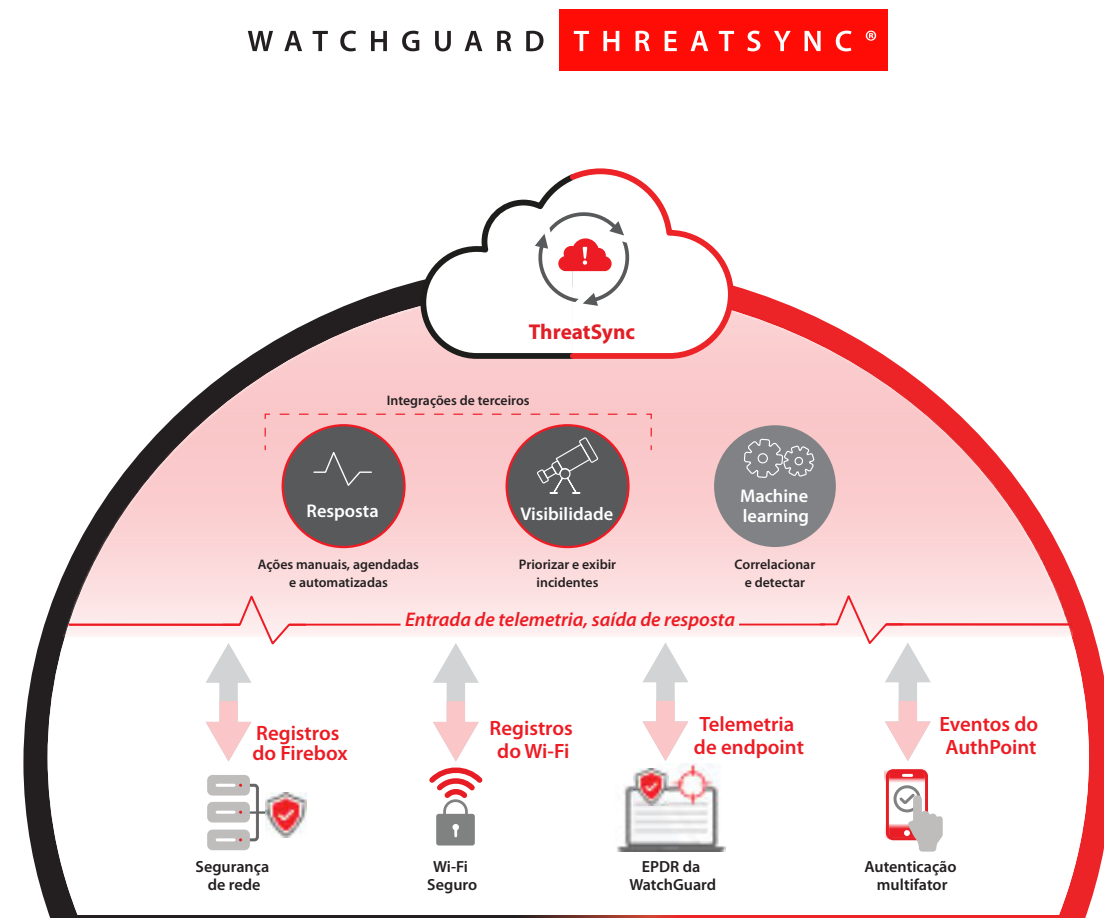 WATCHGUARD THREATSYNC®
!
ThreatSync
Integrações de terceiros
Resposta
Visibilidade
Machine
learning
Ações manuais, agendadas
e automatizadas
Priorizar e exibir
incidentes
Correlacionar
e detectar
Entrada de telemetria, saída de resposta
Registros
do Firebox
Registros
do Wi-Fi
Telemetria
de endpoint
Eventos do
AuthPoint
Segurança
de rede
Wi-Fi
Seguro
EPDR da
WatchGuard
Autenticação
multifator